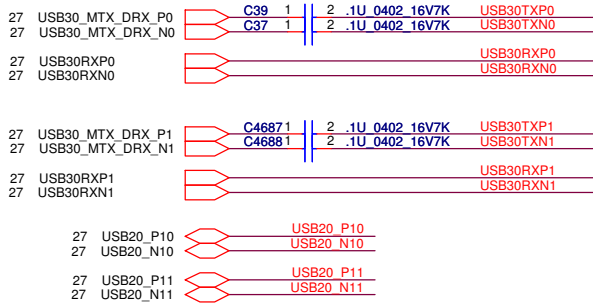 27 USB30_MTX_DRX_P0 C39 1 2 .1U_0402_16V7K USB30TXP0
27 USB30_MTX_DRX_N0 C37 1 2 .1U_0402_16V7K USB30TXN0
27 USB30RXP0 USB30RXP0
27 USB30RXN0 USB30RXN0
27 USB30_MTX_DRX_P1 C4687 1 2 .1U_0402_16V7K USB30TXP1
27 USB30_MTX_DRX_N1 C4688 1 2 .1U_0402_16V7K USB30TXN1
27 USB30RXP1 USB30RXP1
27 USB30RXN1 USB30RXN1
27 USB20_P10 USB20_P10
27 USB20_N10 USB20_N10
27 USB20_P11 USB20_P11
27 USB20_N11 USB20_N11